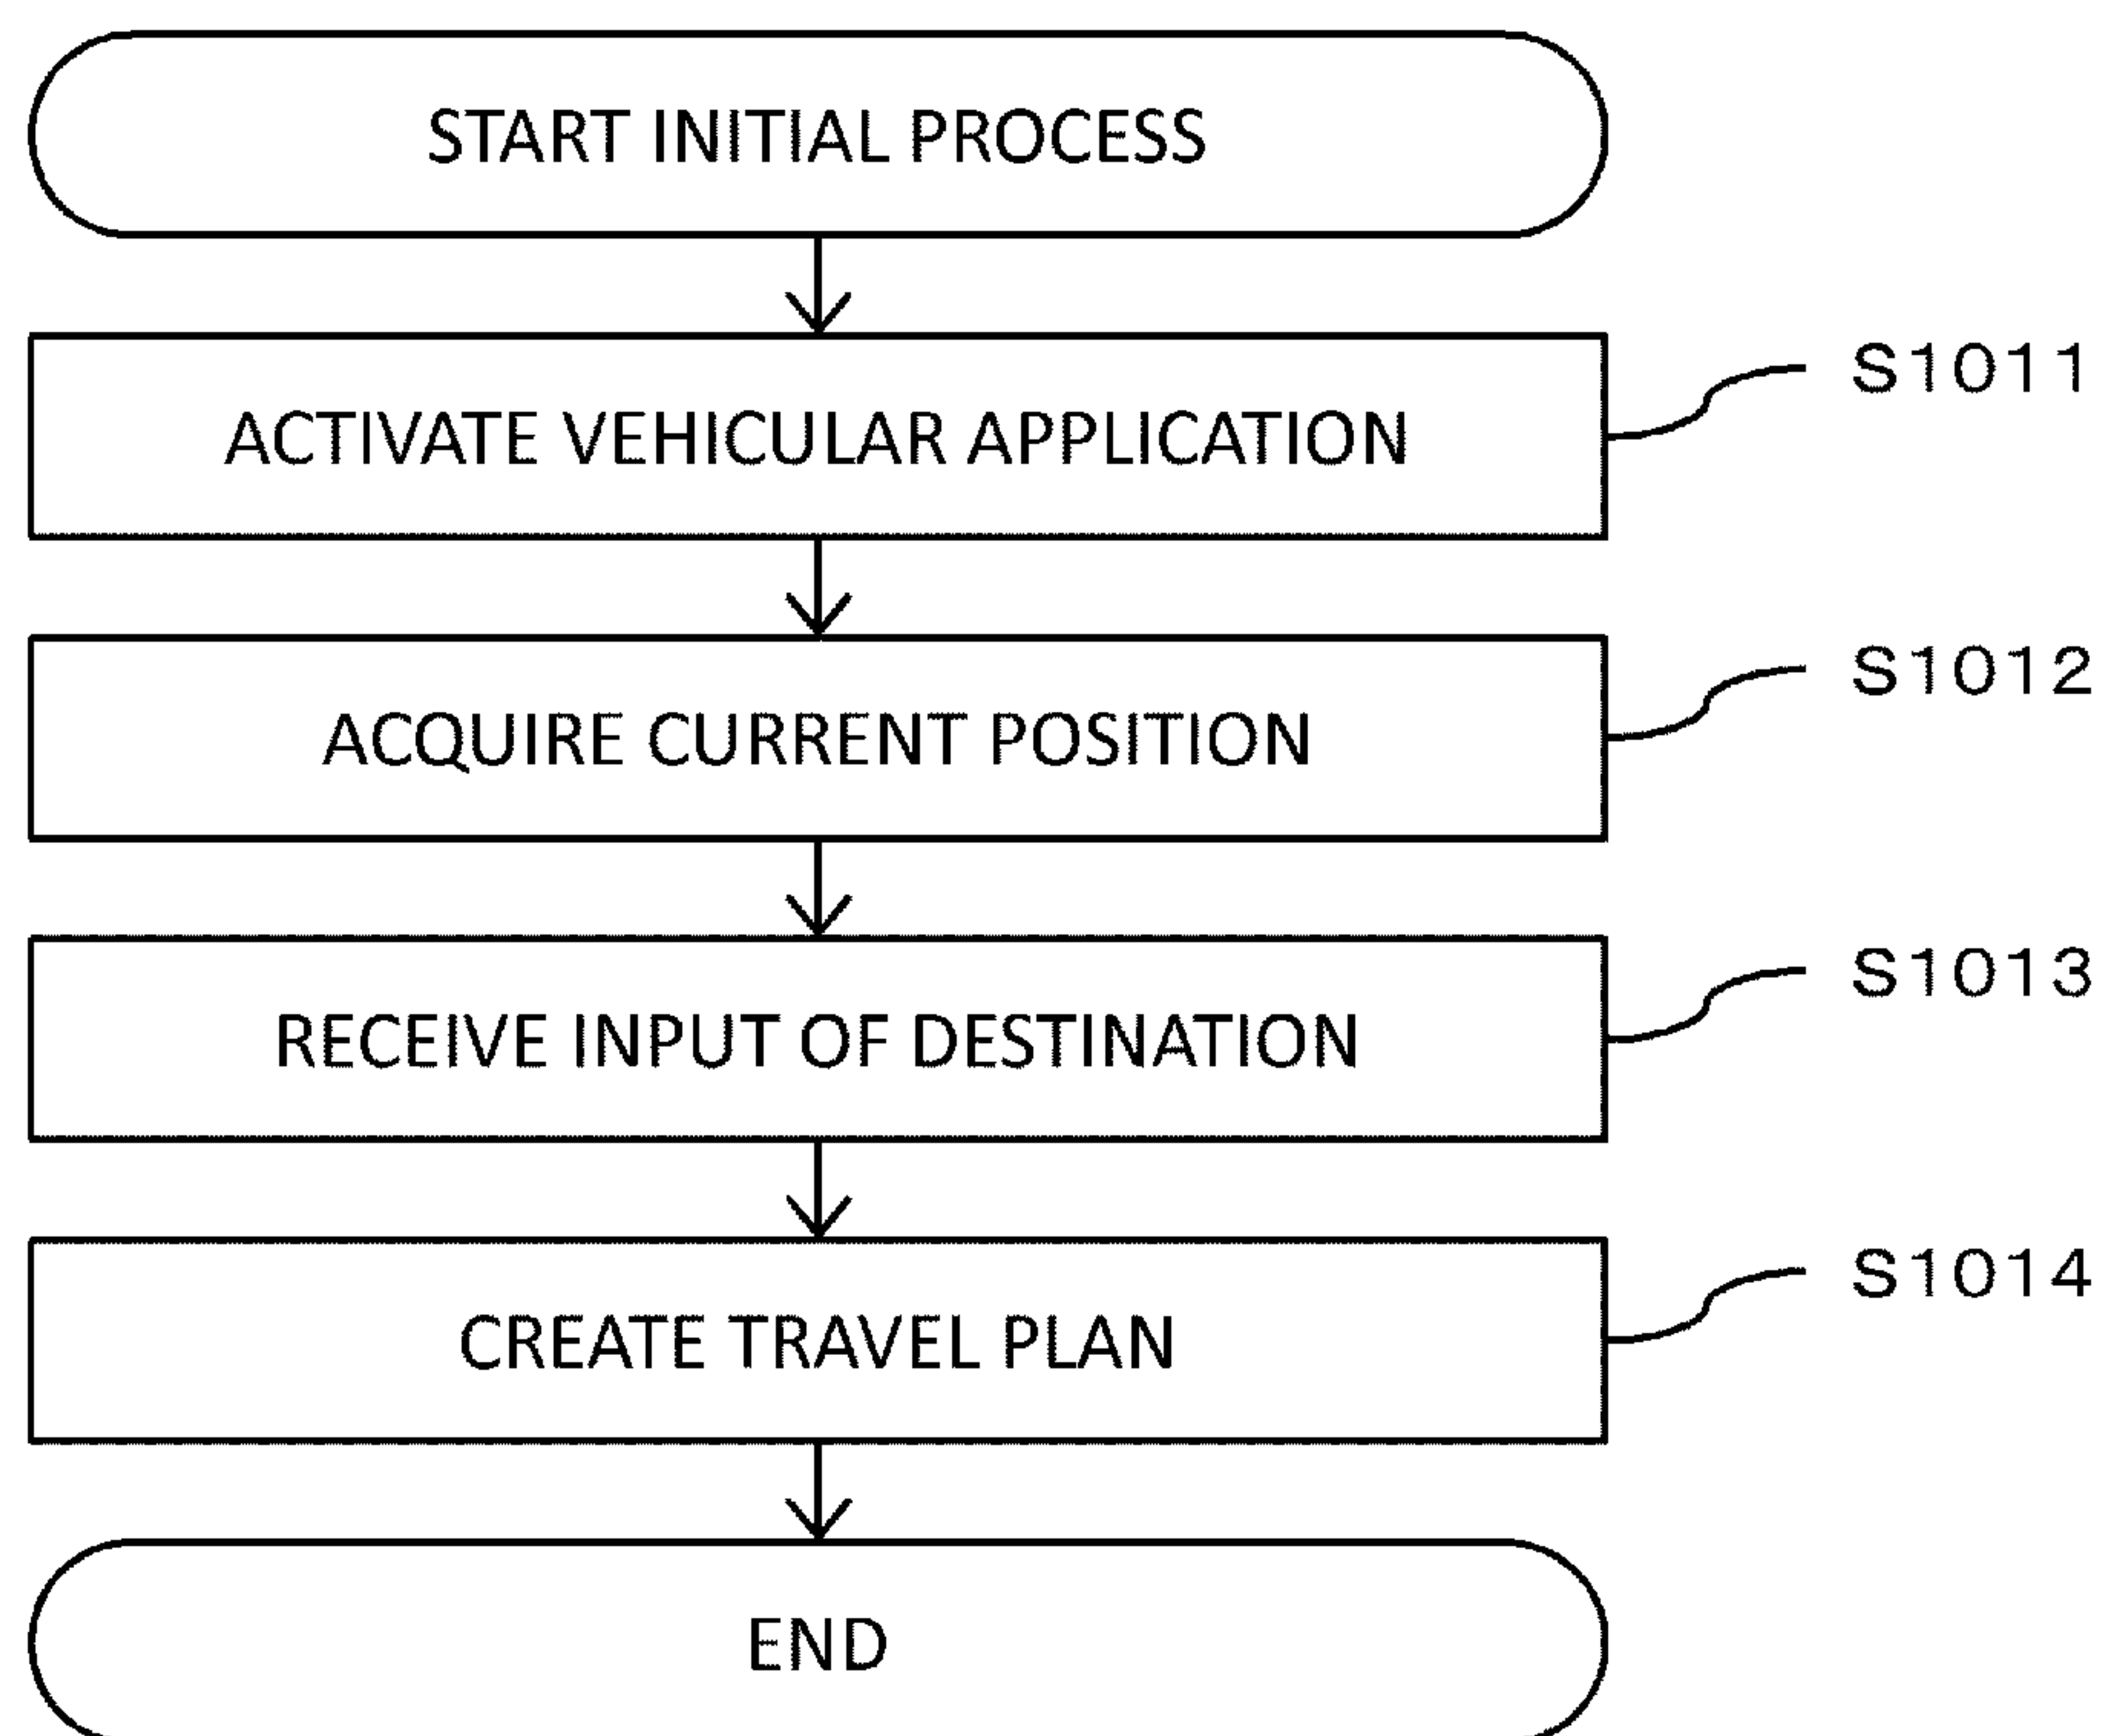 START INITIAL PROCESS
ACTIVATE VEHICULAR APPLICATION
S1011
ACQUIRE CURRENT POSITION
S1012
RECEIVE INPUT OF DESTINATION
S1013
CREATE TRAVEL PLAN
S1014
END